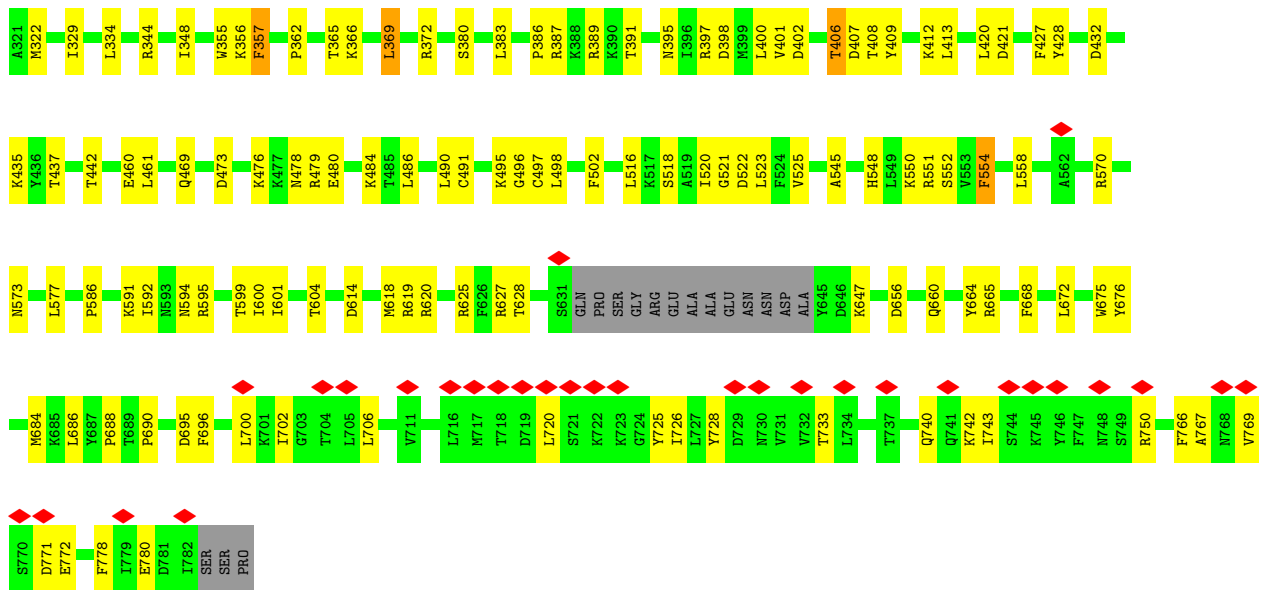 A321 M322 I329 L334 R344 I348 W355 K356 F357 P362 T365 K366 L369 R372 S380 L383 P386 R387 K388 R389 K390 T391 N395 I396 R397 D398 M399 L400 V401 D402 T406 D407 T408 Y409 K412 L413 L420 D421 F427 Y428 D432
K435 Y436 T437 T442 E460 L461 Q469 D473 K476 K477 N478 R479 E480 K484 T485 L486 L490 C491 K495 G496 C497 L498 F502 L516 K517 S518 A519 I520 G521 D522 L523 F524 V525 A545 H548 L549 K550 R551 S552 V553 F554 L558 A562 R570
N573 L577 P586 K591 I592 N593 N594 R595 T599 I600 I601 T604 D614 M618 R619 R620 R625 F626 R627 T628 S631 GLN PRO SER GLY ARG GLU ALA ALA GLU ASN ASN ASP ALA Y645 D646 K647 D656 Q660 Y664 R665 F668 L672 W675 Y676
M684 K685 L686 Y687 P688 T689 P690 D695 F696 L700 K701 I702 G703 T704 L705 L706 V711 L716 M717 T718 D719 L720 S721 K722 K723 G724 Y725 I726 L727 Y728 D729 N730 V731 V732 T733 L734 T737 Q740 Q741 K742 I743 S744 K745 Y746 F747 N748 S749 R750 F766 A767 N768 V769
S770 D771 E772 F778 I779 E780 D781 I782 SER SER PRO